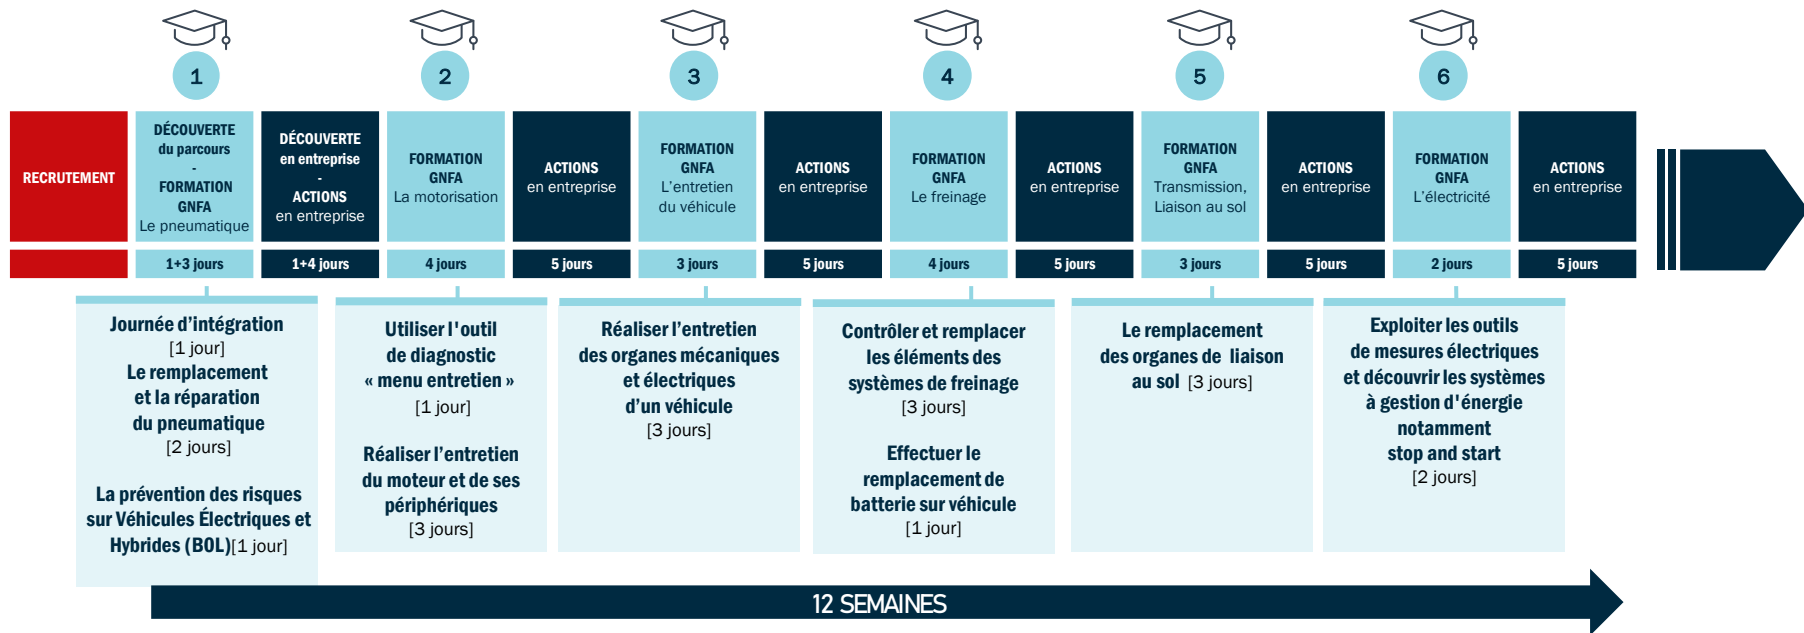 1
2
3
4
5
6
RECRUTEMENT
DÉCOUVERTE
du parcours
-
FORMATION
GNFA
Le pneumatique
DÉCOUVERTE
en entreprise
-
ACTIONS
en entreprise
FORMATION
GNFA
La motorisation
ACTIONS
en entreprise
FORMATION
GNFA
L'entretien
du véhicule
ACTIONS
en entreprise
FORMATION
GNFA
Le freinage
ACTIONS
en entreprise
FORMATION
GNFA
Transmission,
Liaison au sol
ACTIONS
en entreprise
FORMATION
GNFA
L'électricité
ACTIONS
en entreprise
1+3 jours
1+4 jours
4 jours
5 jours
3 jours
5 jours
4 jours
5 jours
3 jours
5 jours
2 jours
5 jours
Journée d'intégration
[1 jour]
Le remplacement
et la réparation
du pneumatique
[2 jours]
La prévention des risques
sur Véhicules Électriques et
Hybrides (B0L)[1 jour]
Utiliser l'outil
de diagnostic
« menu entretien »
[1 jour]
Réaliser l'entretien
du moteur et de ses
périphériques
[3 jours]
Réaliser l'entretien
des organes mécaniques
et électriques
d'un véhicule
[3 jours]
Contrôler et remplacer
les éléments des
systèmes de freinage
[3 jours]
Effectuer le
remplacement de
batterie sur véhicule
[1 jour]
Le remplacement
des organes de liaison
au sol [3 jours]
Exploiter les outils
de mesures électriques
et découvrir les systèmes
à gestion d'énergie
notamment
stop and start
[2 jours]
12 SEMAINES